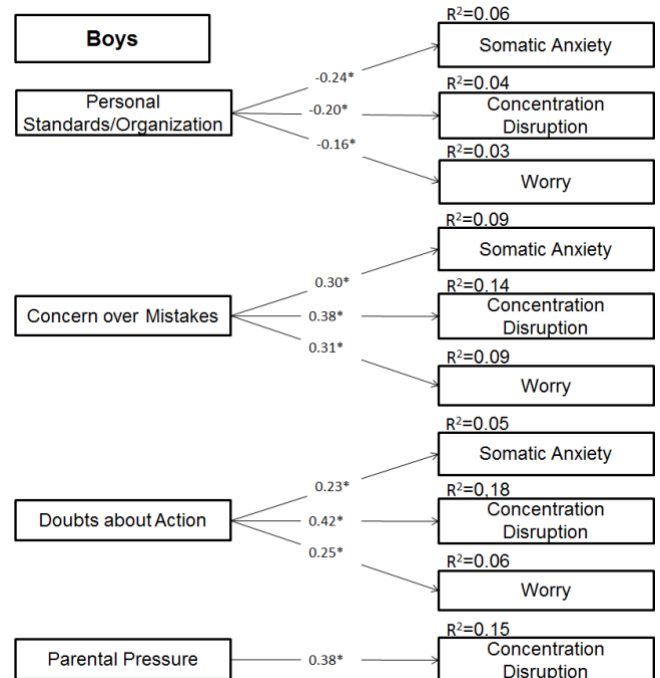 Boys
R²=0.06
Somatic Anxiety
-0.24*
Personal
Standards/Organization
-0.20*
R²=0.04
Concentration
Disruption
-0.16*
R²=0.03
Worry
R²=0.09
Somatic Anxiety
0.30*
Concern over Mistakes
0.38*
R²=0.14
Concentration
Disruption
0.31*
R²=0.09
Worry
R²=0.05
Somatic Anxiety
0.23*
Doubts about Action
0.42*
R²=0,18
Concentration
Disruption
0.25*
R²=0.06
Worry
R²=0.15
Parental Pressure
0.38*
Concentration
Disruption